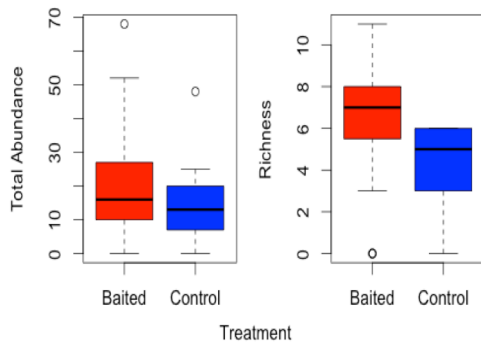 Total Abundance
70
50
30
10
0
Baited
Control
Richness
10
8
6
4
2
0
Baited
Control
Treatment